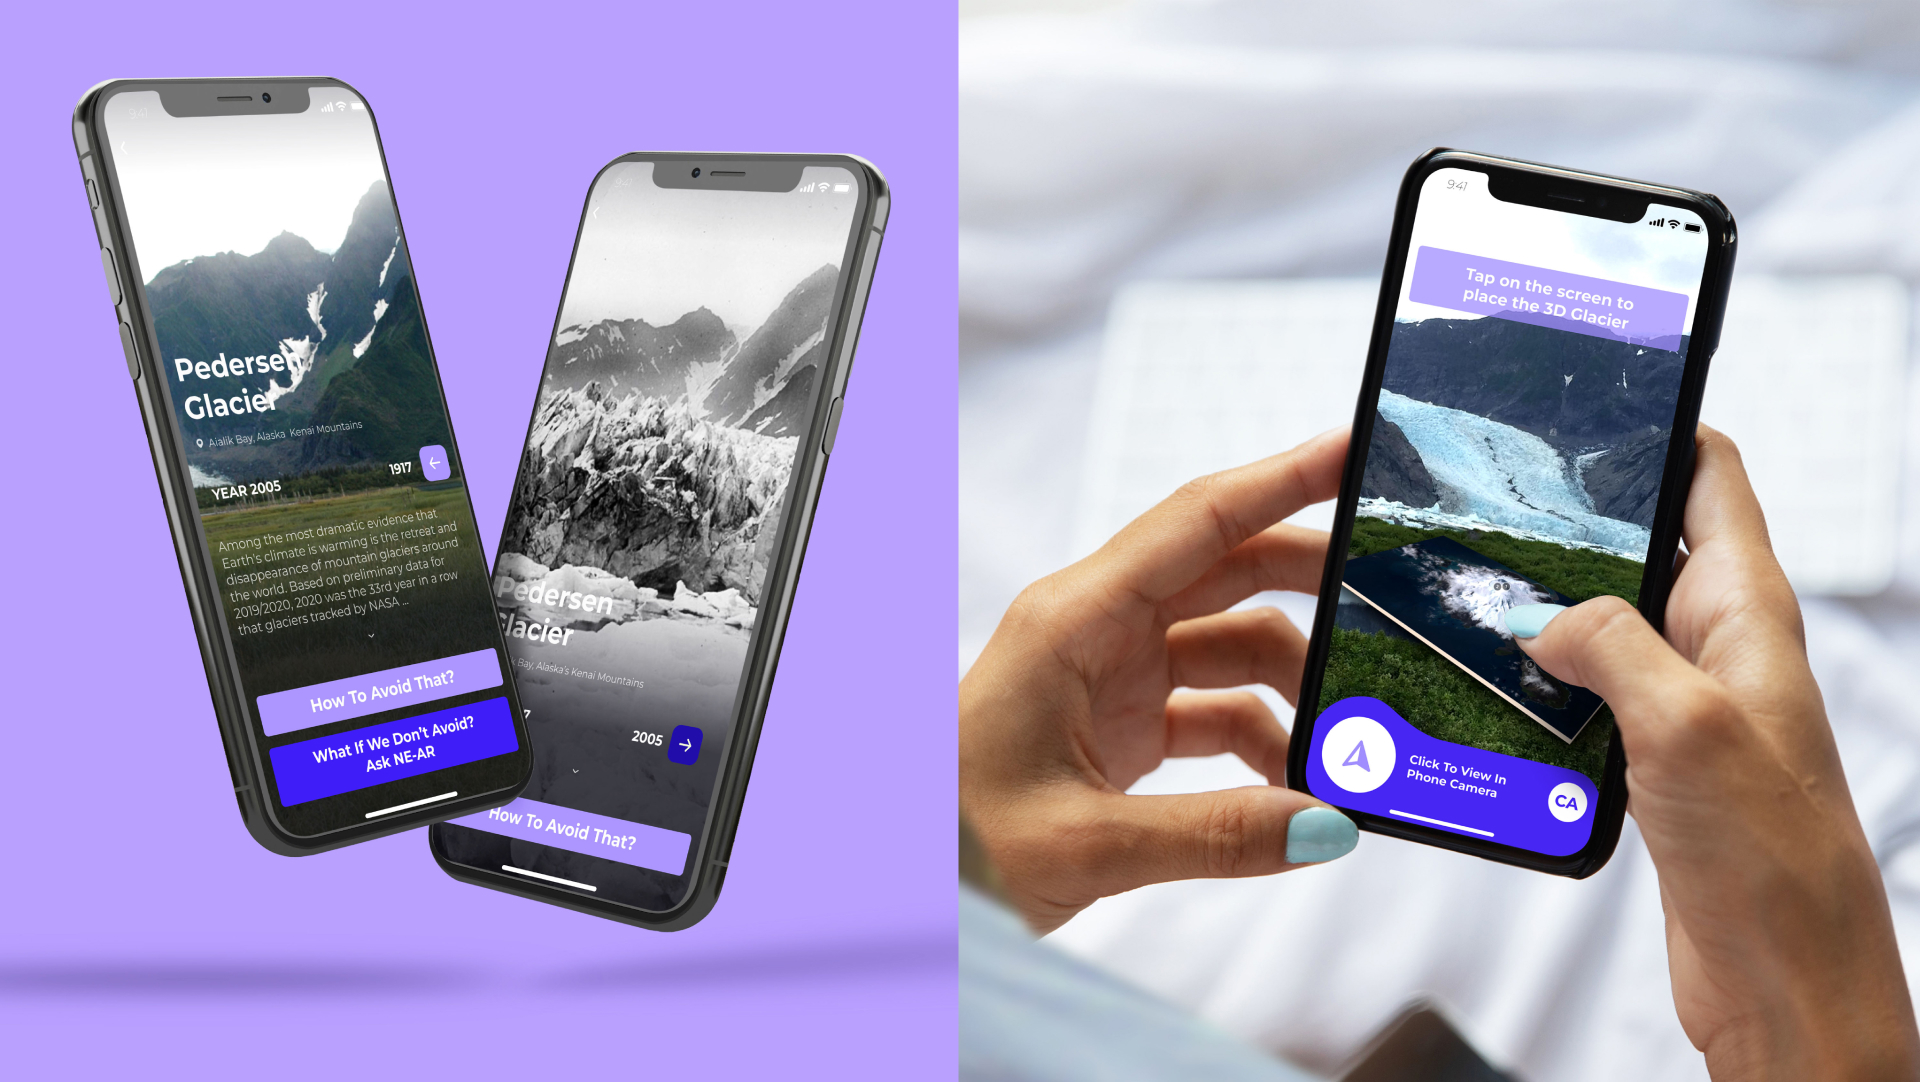 9:41
Pedersen
Glacier
Aialik Bay, Alaska Kenai Mountains
1917
YEAR 2005
Among the most dramatic evidence that
Earth's climate is warming is the retreat and
disappearance of mountain glaciers around
the world. Based on preliminary data for
2019/2020, 2020 was the 33rd year in a row
that glaciers tracked by NASA ...
How To Avoid That?
What If We Don't Avoid?
Ask NE-AR
9:41
Pedersen
lacier
Bay, Alaska's Kenai Mountains
7
2005
How To Avoid That?
9:41
Tap on the screen to
place the 3D Glacier
Click To View In
Phone Camera
CA